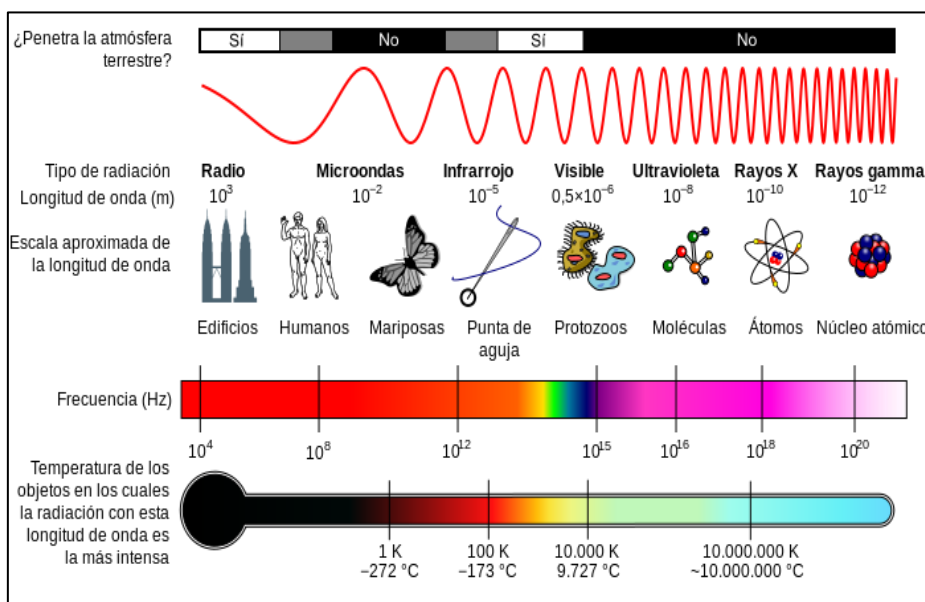 ¿Penetra la atmósfera
terrestre?
Sí
No
Sí
No
Tipo de radiación
Radio
Microondas
Infrarrojo
Visible
Ultravioleta
Rayos X
Rayos gamma
Longitud de onda (m)
10³
10⁻²
10⁻⁵
0,5×10⁻⁶
10⁻⁸
10⁻¹⁰
10⁻¹²
Escala aproximada de
la longitud de onda
Edificios
Humanos
Mariposas
Punta de
aguja
Protozoos
Moléculas
Átomos
Núcleo atómico
Frecuencia (Hz)
10⁴
10⁸
10¹²
10¹⁵
10¹⁶
10¹⁸
10²⁰
Temperatura de los
objetos en los cuales
la radiación con esta
longitud de onda es
la más intensa
1 K
−272 °C
100 K
−173 °C
10.000 K
9.727 °C
10.000.000 K
~10.000.000 °C